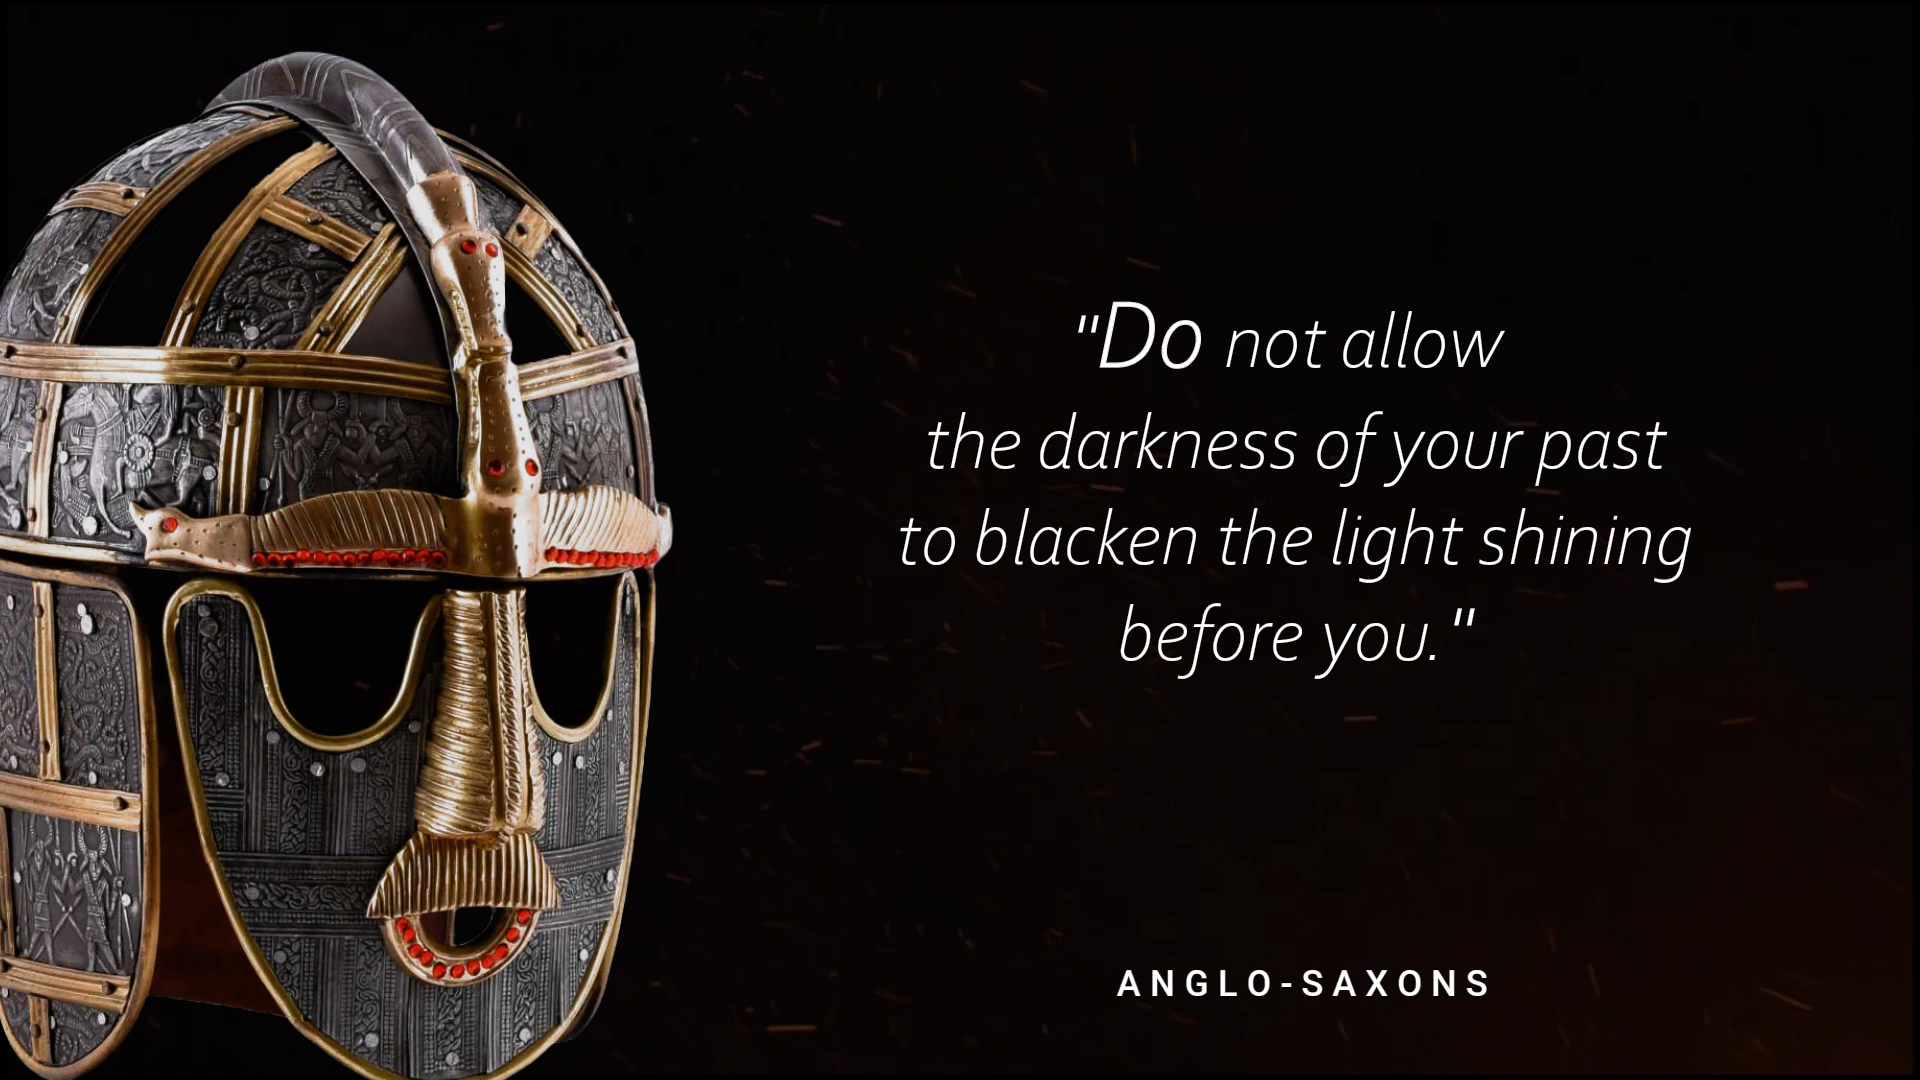 "Do not allow
the darkness of your past
to blacken the light shining
before you."
ANGLO-SAXONS